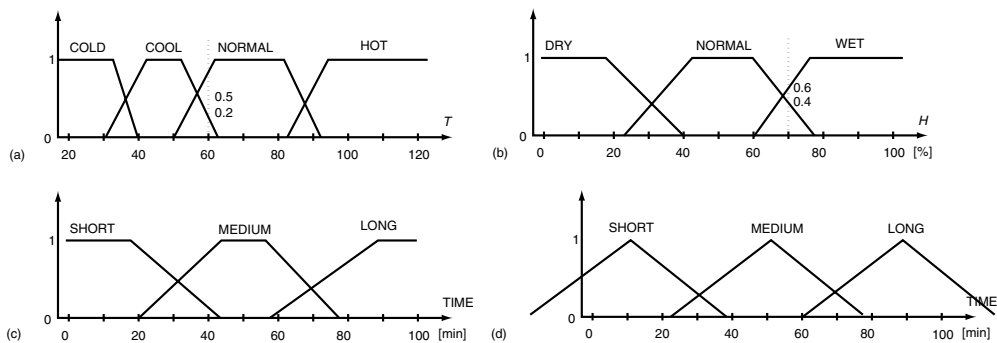 COLD COOL NORMAL HOT
1
0.5
0.2
T
0
20 40 60 80 100 120
(a)
DRY NORMAL WET
1
0.6
0.4
H
0
0 20 40 60 80 100 [%]
(b)
SHORT MEDIUM LONG
1
TIME
0
0 20 40 60 80 100 [min]
(c)
SHORT MEDIUM LONG
1
TIME
0
0 20 40 60 80 100 [min]
(d)